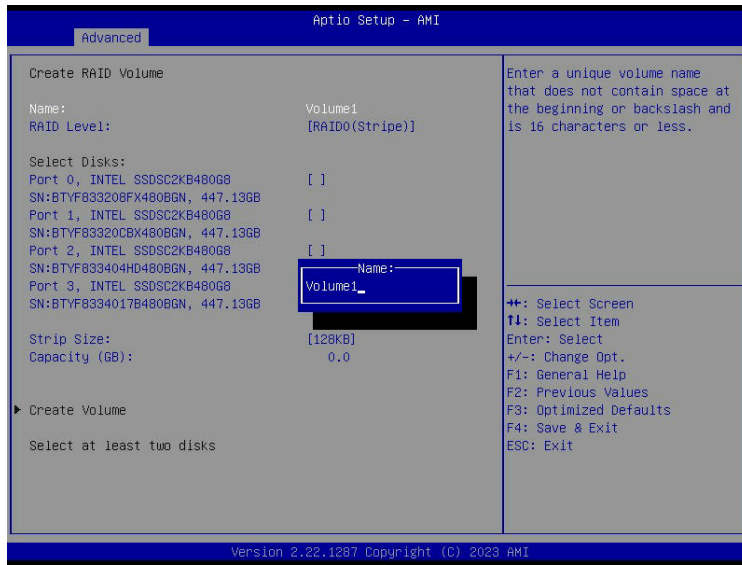 Aptio Setup - AMI
Advanced
Create RAID Volume
Name: Volume1
RAID Level: [RAID0(Stripe)]
Select Disks:
Port 0, INTEL SSDSC2KB480G8 [ ]
SN:BTYF833208FX480BGN, 447.13GB
Port 1, INTEL SSDSC2KB480G8 [ ]
SN:BTYF83320CBX480BGN, 447.13GB
Port 2, INTEL SSDSC2KB480G8 [ ]
SN:BTYF833404HD480BGN, 447.13GB
Port 3, INTEL SSDSC2KB480G8
SN:BTYF8334017B480BGN, 447.13GB
Name:
Volume1_
Strip Size: [128KB]
Capacity (GB): 0.0
Create Volume
Select at least two disks
Enter a unique volume name
that does not contain space at
the beginning or backslash and
is 16 characters or less.
→←: Select Screen
↑↓: Select Item
Enter: Select
+/-: Change Opt.
F1: General Help
F2: Previous Values
F3: Optimized Defaults
F4: Save & Exit
ESC: Exit
Version 2.22.1287 Copyright (C) 2023 AMI